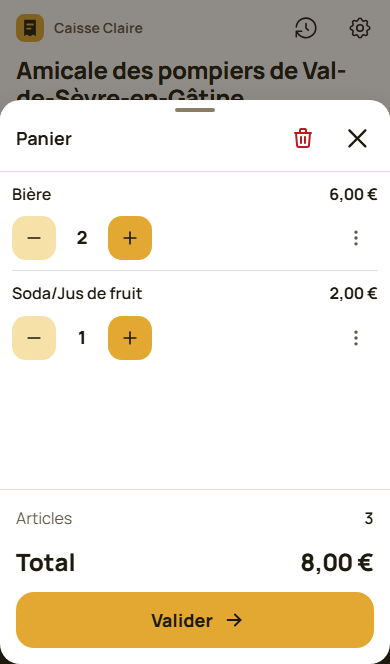 Caisse Claire
Amicale des pompiers de Val-
de-Sèvre-en-Gâtine
Panier
Bière 6,00 €
− 2 +
Soda/Jus de fruit 2,00 €
− 1 +
Articles 3
Total 8,00 €
Valider →